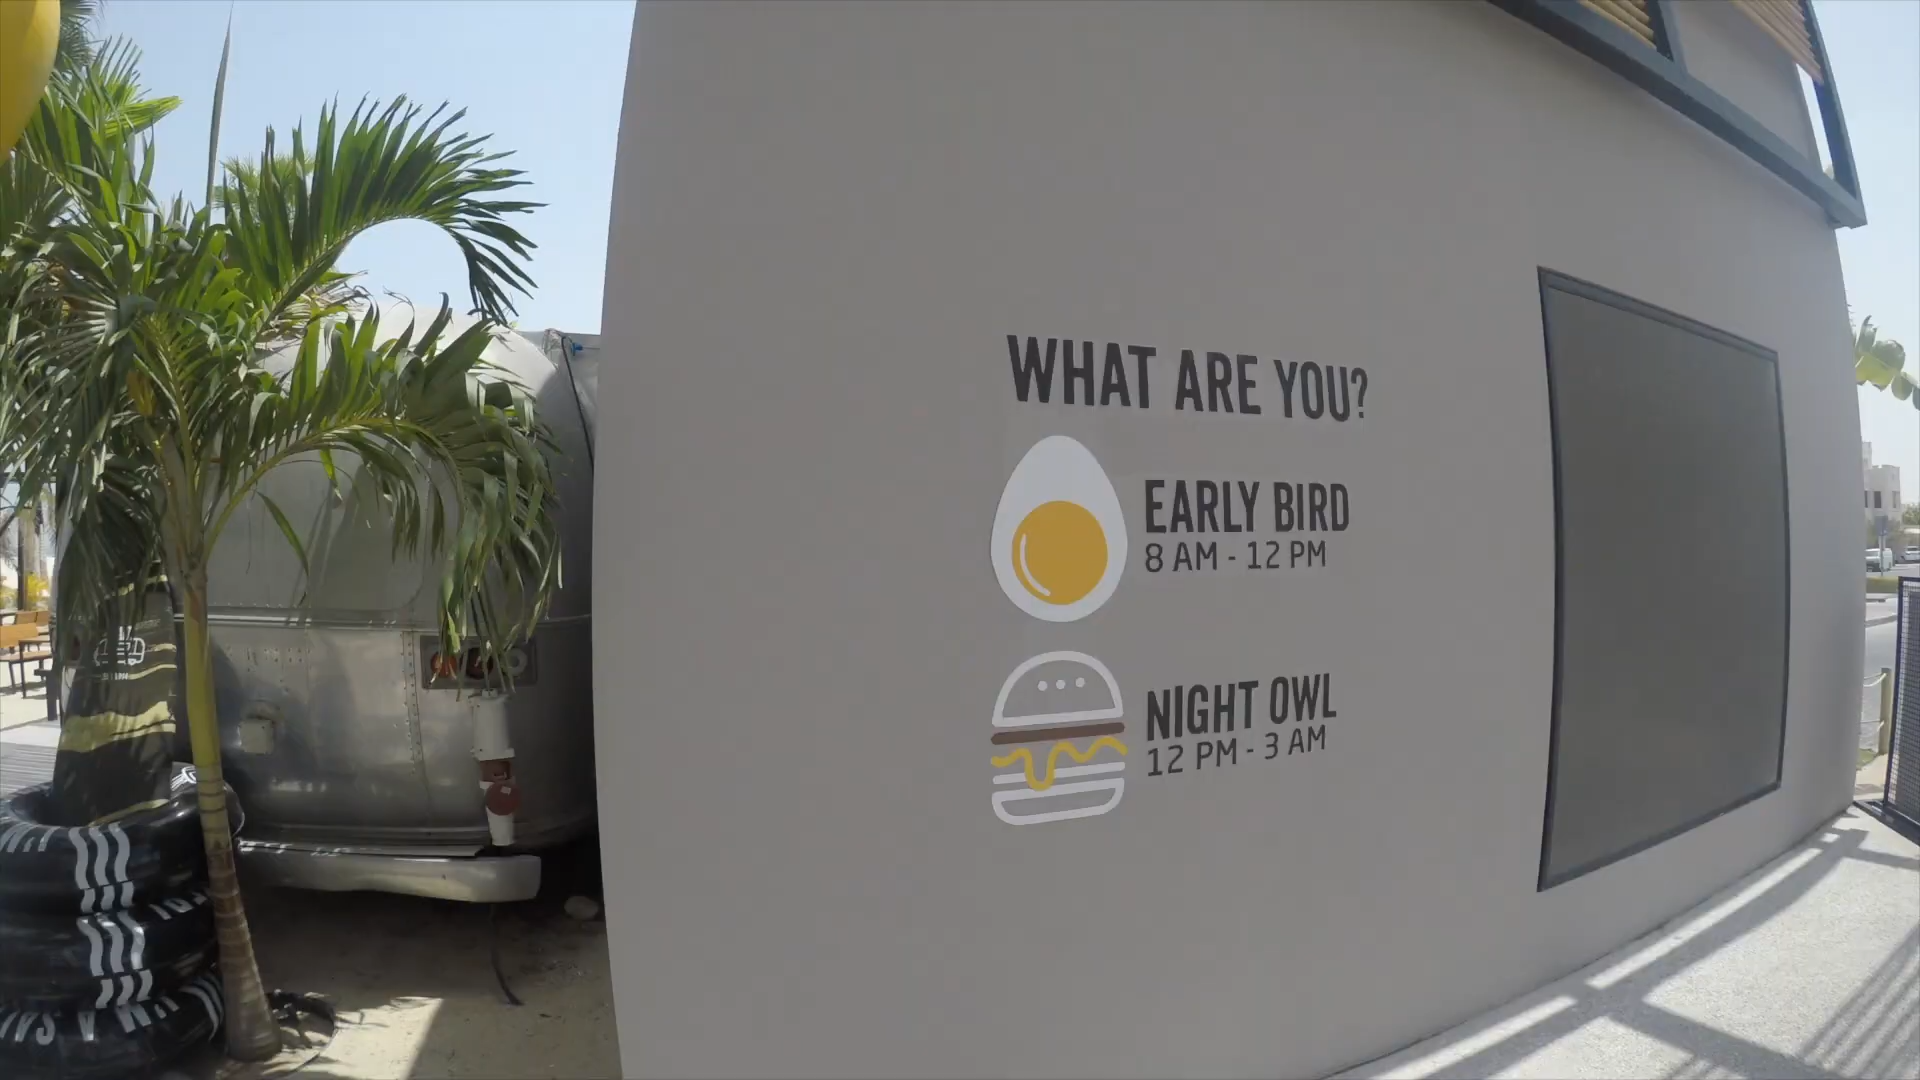 WHAT ARE YOU?
EARLY BIRD
8 AM - 12 PM
NIGHT OWL
12 PM - 3 AM